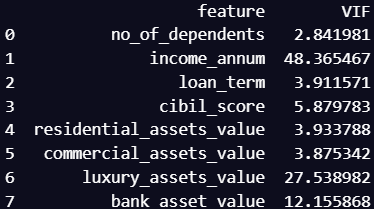 feature VIF
0 no_of_dependents 2.841981
1 income_annum 48.365467
2 loan_term 3.911571
3 cibil_score 5.879783
4 residential_assets_value 3.933788
5 commercial_assets_value 3.875342
6 luxury_assets_value 27.538982
7 bank_asset_value 12.155868